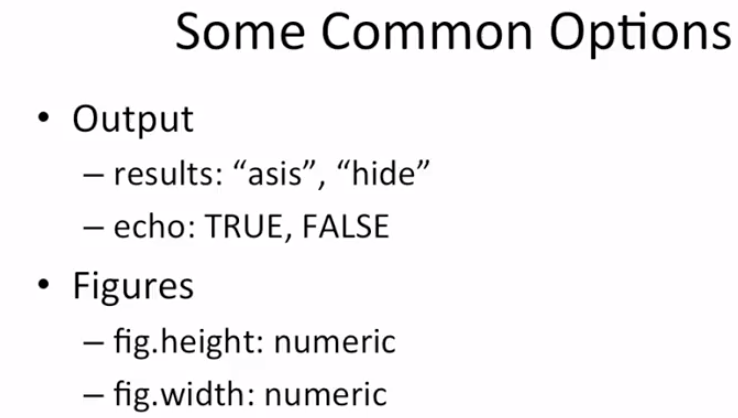 Some Common Options
• Output
– results: “asis”, “hide”
– echo: TRUE, FALSE
• Figures
– fig.height: numeric
– fig.width: numeric